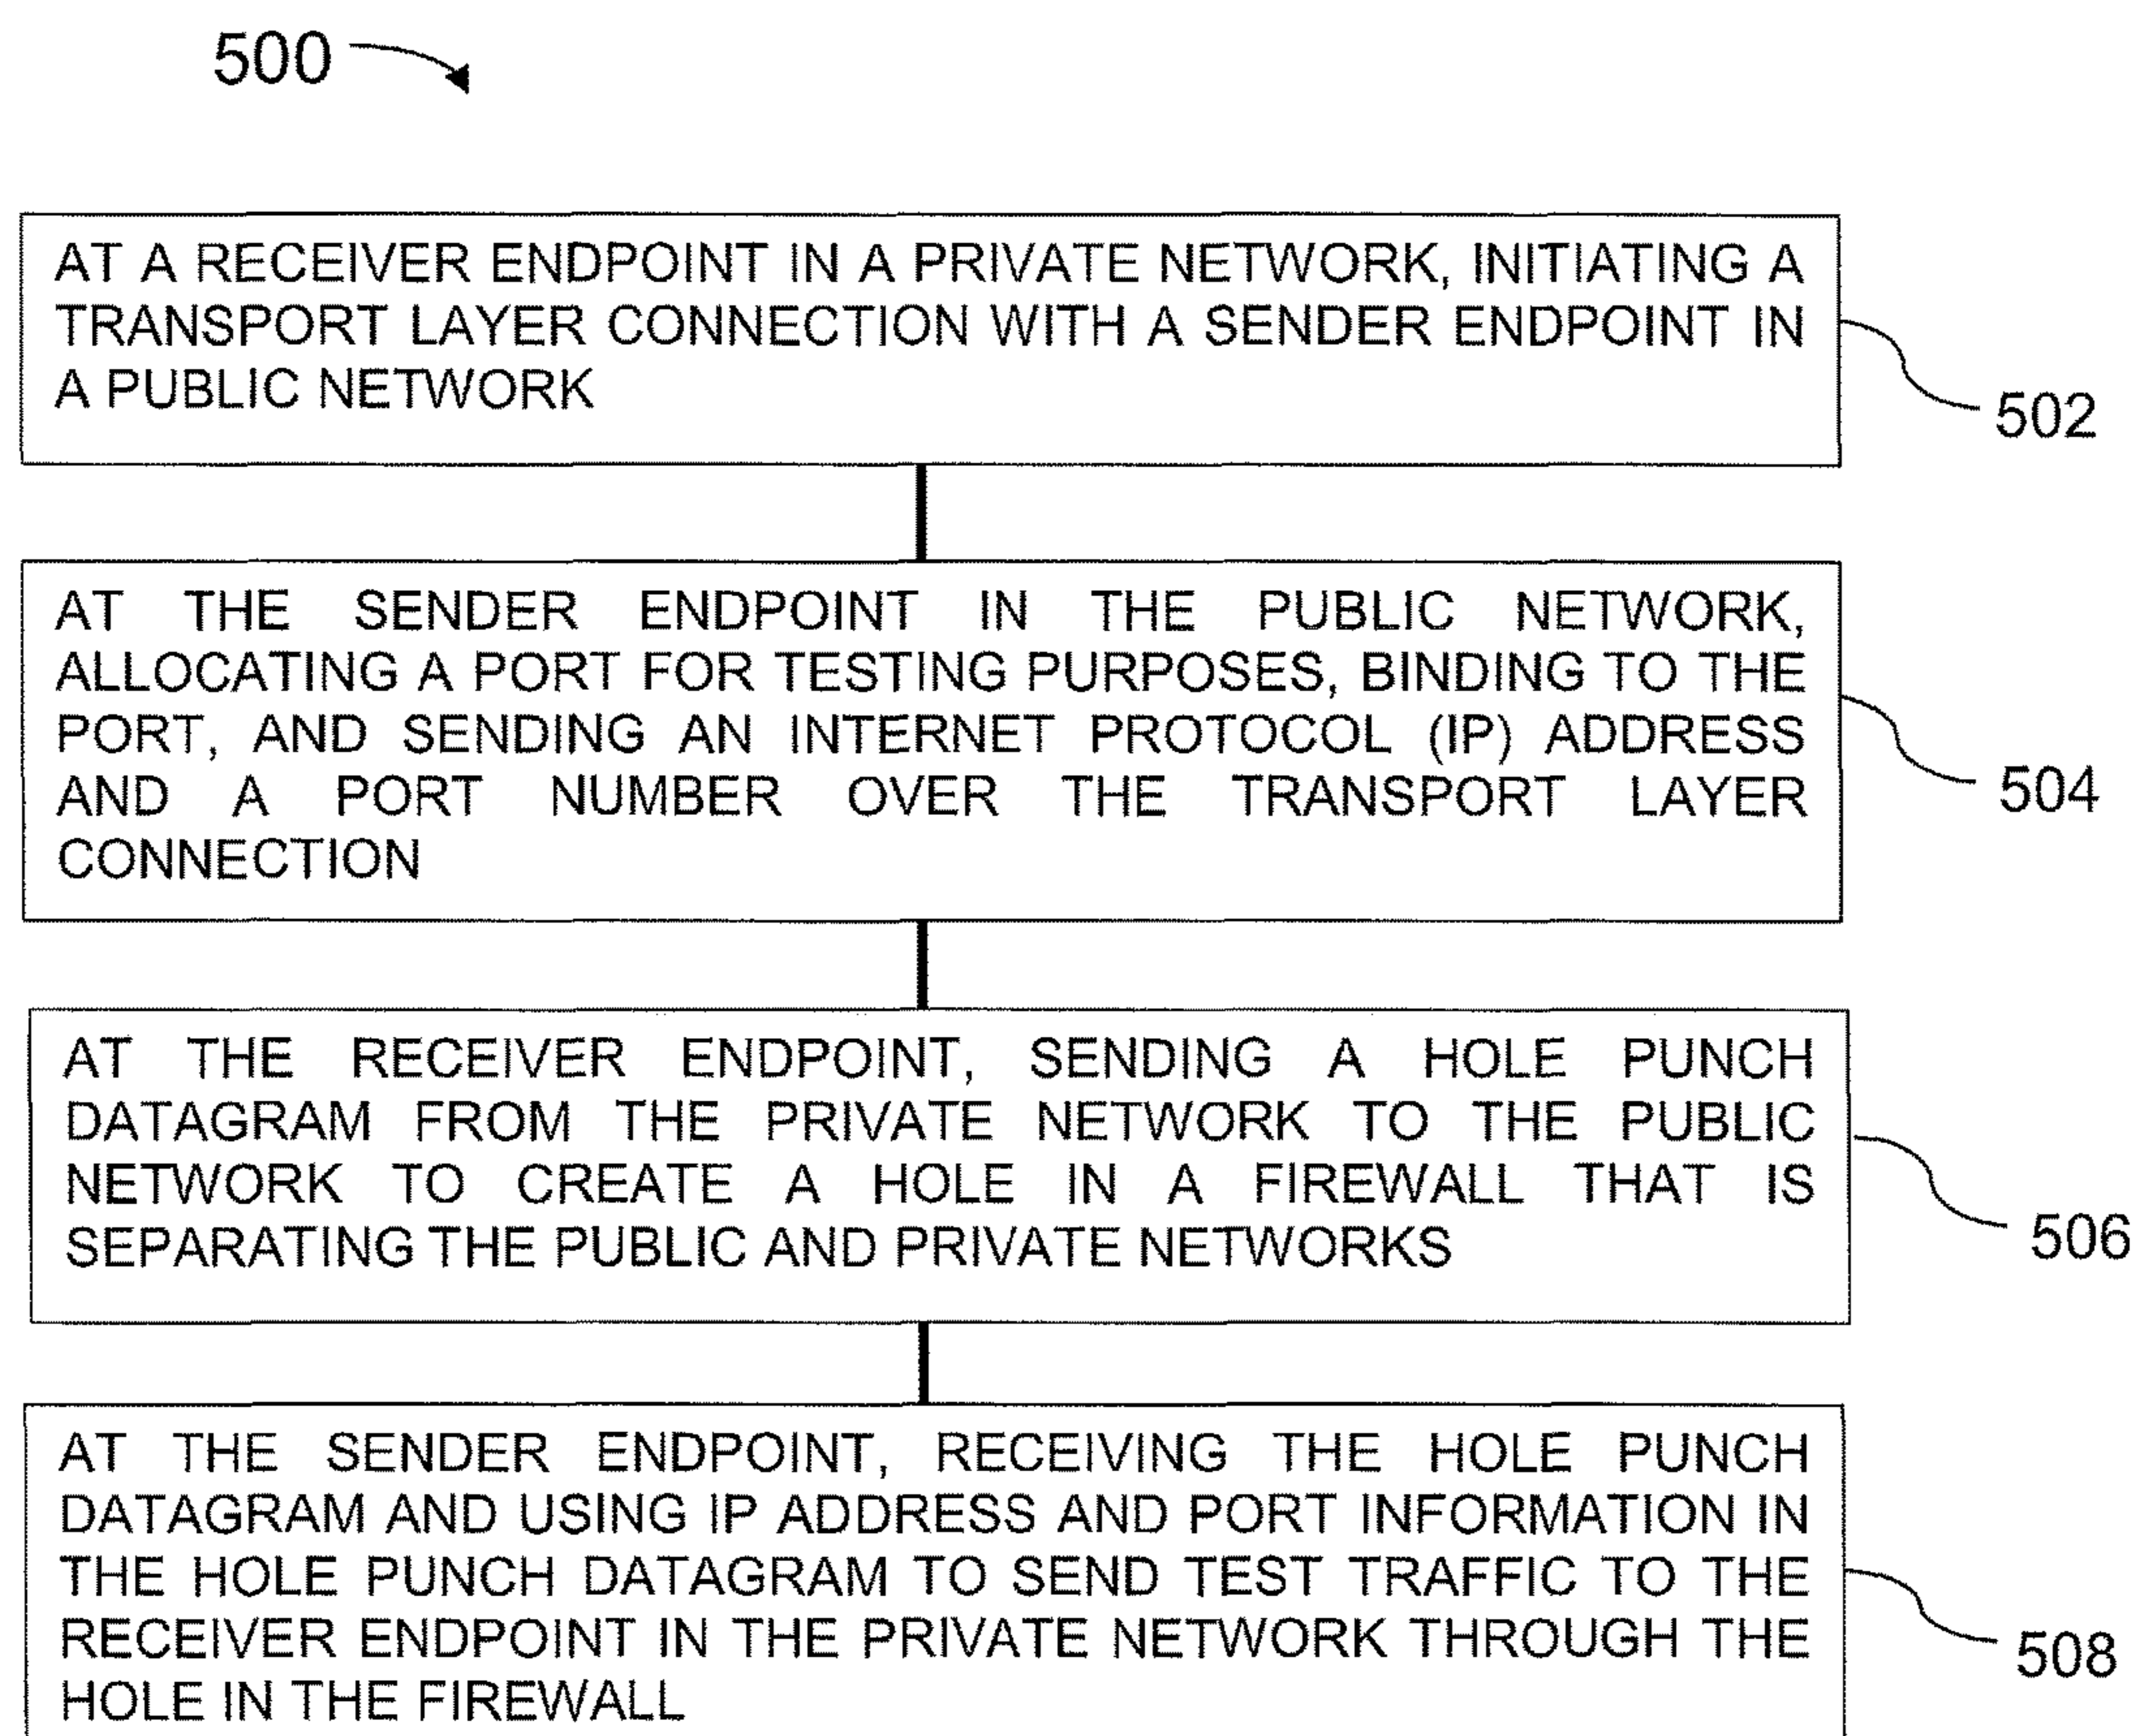 500
AT A RECEIVER ENDPOINT IN A PRIVATE NETWORK, INITIATING A
TRANSPORT LAYER CONNECTION WITH A SENDER ENDPOINT IN
A PUBLIC NETWORK
502
AT THE SENDER ENDPOINT IN THE PUBLIC NETWORK,
ALLOCATING A PORT FOR TESTING PURPOSES, BINDING TO THE
PORT, AND SENDING AN INTERNET PROTOCOL (IP) ADDRESS
AND A PORT NUMBER OVER THE TRANSPORT LAYER
CONNECTION
504
AT THE RECEIVER ENDPOINT, SENDING A HOLE PUNCH
DATAGRAM FROM THE PRIVATE NETWORK TO THE PUBLIC
NETWORK TO CREATE A HOLE IN A FIREWALL THAT IS
SEPARATING THE PUBLIC AND PRIVATE NETWORKS
506
AT THE SENDER ENDPOINT, RECEIVING THE HOLE PUNCH
DATAGRAM AND USING IP ADDRESS AND PORT INFORMATION IN
THE HOLE PUNCH DATAGRAM TO SEND TEST TRAFFIC TO THE
RECEIVER ENDPOINT IN THE PRIVATE NETWORK THROUGH THE
HOLE IN THE FIREWALL
508